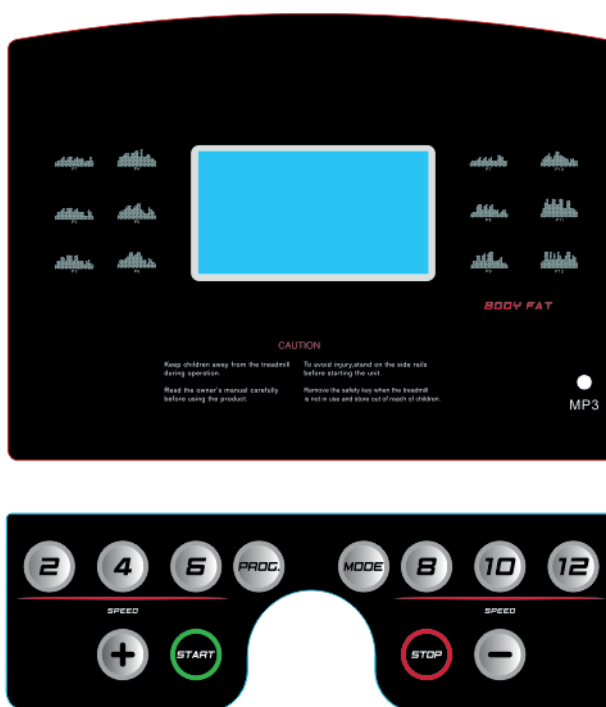 BODY FAT
CAUTION
Keep children away from the treadmill
during operation.
To avoid injury,stand on the side rails
before starting the unit.
Read the owner's manual carefully
before using the product.
Remove the safety key when the treadmill
is not in use and store out of reach of children.
MP3
2
4
6
PROG.
MODE
8
10
12
SPEED
SPEED
+
START
STOP
−